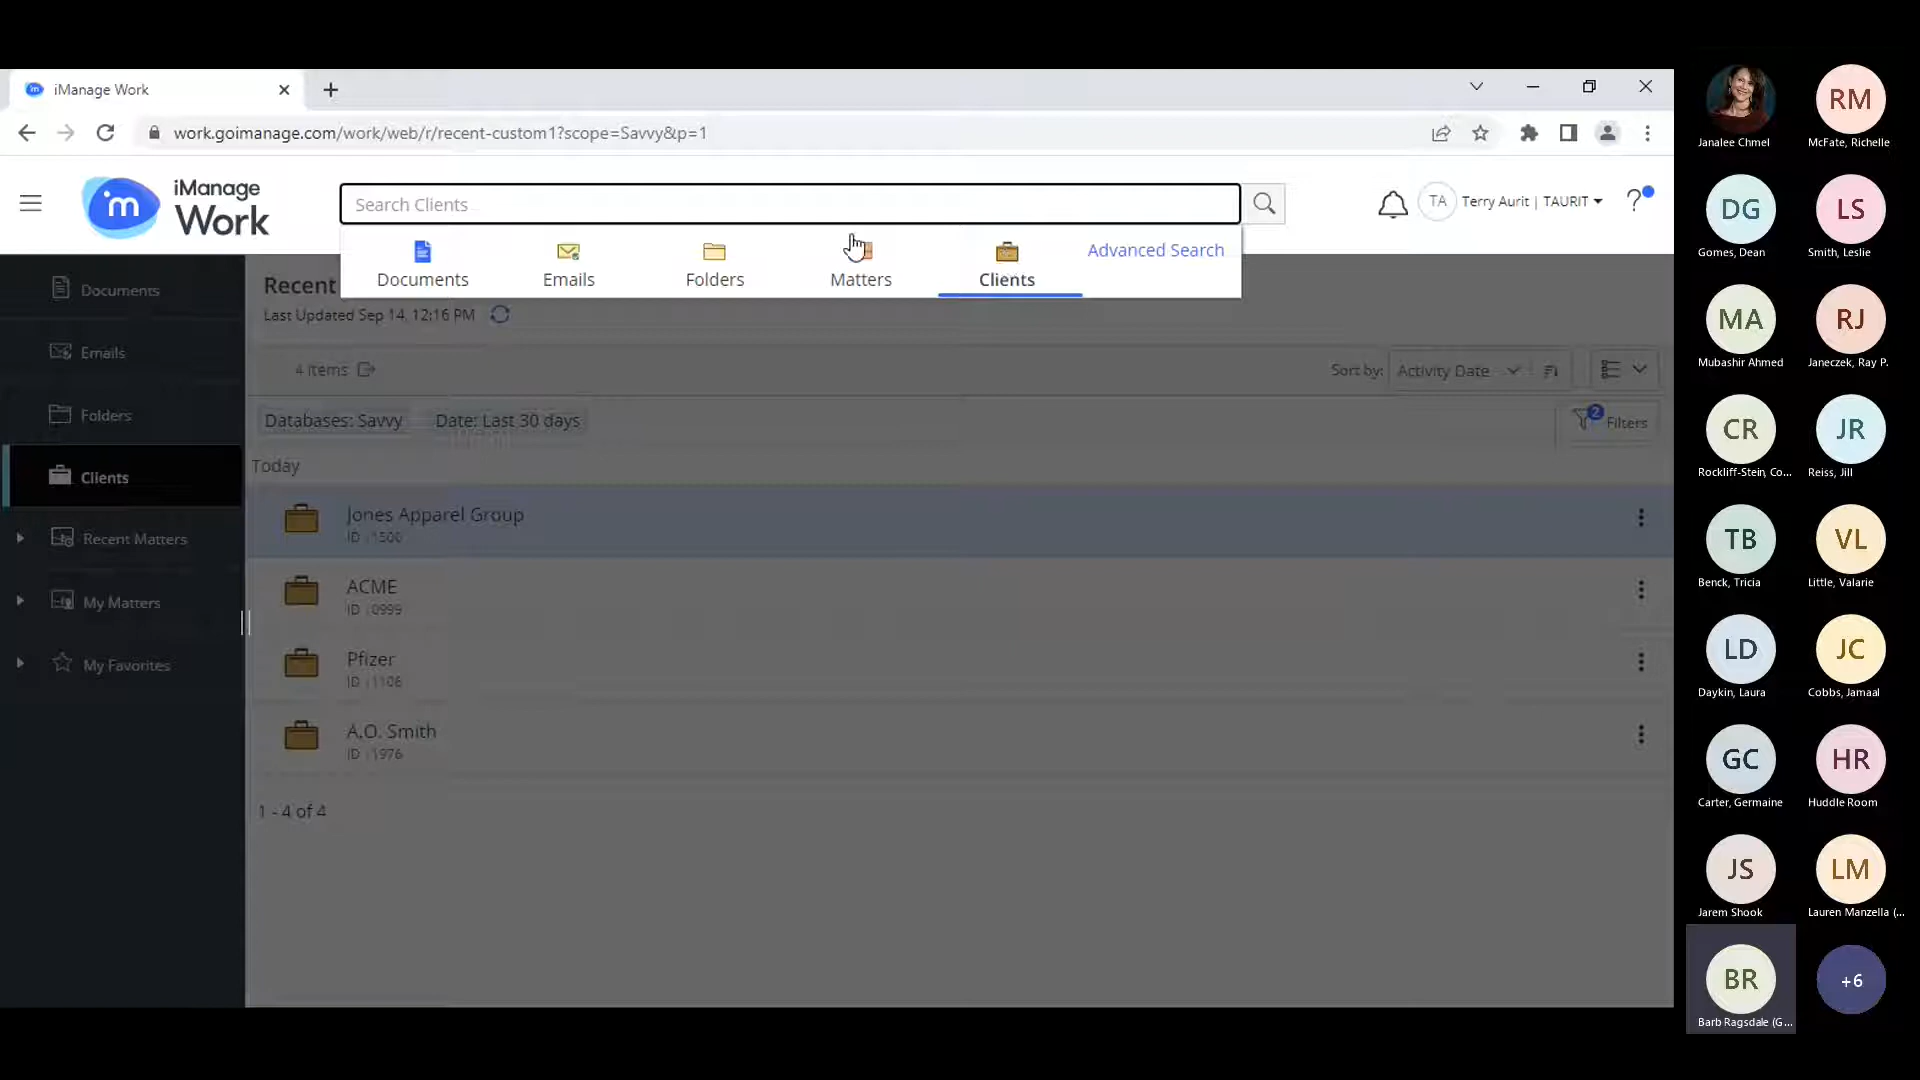 iManage Work
work.goimanage.com/work/web/r/recent-custom1?scope=Savvy&p=1
m
iManage
Work
Search Clients
TA
Terry Aurit | TAURIT
?
Documents
Emails
Folders
Matters
Clients
Advanced Search
Documents
Emails
Folders
Clients
Recent Matters
My Matters
My Favorites
Recent
Last Updated Sep 14, 12:16 PM
4 items
Sort by:
Activity Date
Databases: Savvy
Date: Last 30 days
2
Filters
Today
Jones Apparel Group
ID : 1500
ACME
ID : 0999
Pfizer
ID : 1106
A.O. Smith
ID : 1976
1 - 4 of 4
Janalee Chmel
RM
McFate, Richelle
DG
Gomes, Dean
LS
Smith, Leslie
MA
Mubashir Ahmed
RJ
Janeczek, Ray P.
CR
Rockliff-Stein, Co...
JR
Reiss, Jill
TB
Benck, Tricia
VL
Little, Valarie
LD
Daykin, Laura
JC
Cobbs, Jamaal
GC
Carter, Germaine
HR
Huddle Room
JS
Jarem Shook
LM
Lauren Manzella (...
BR
Barb Ragsdale (G...
+6